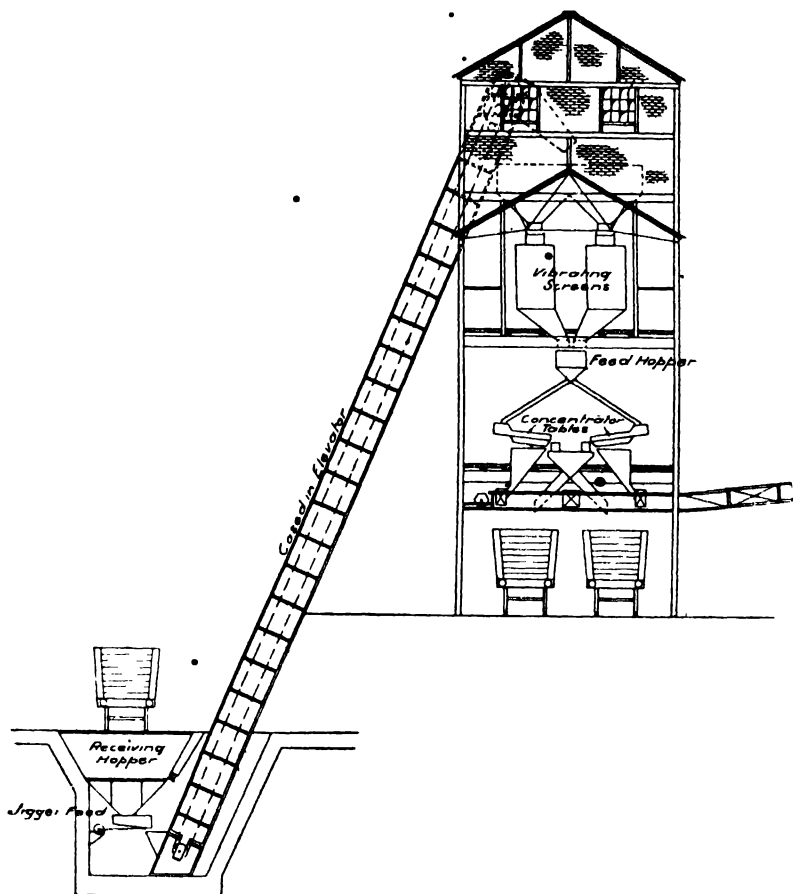 Vibrating
Screens
Feed Hopper
Concentrator
Tables
Cased in Elevator
Receiving
Hopper
Jigger Feed